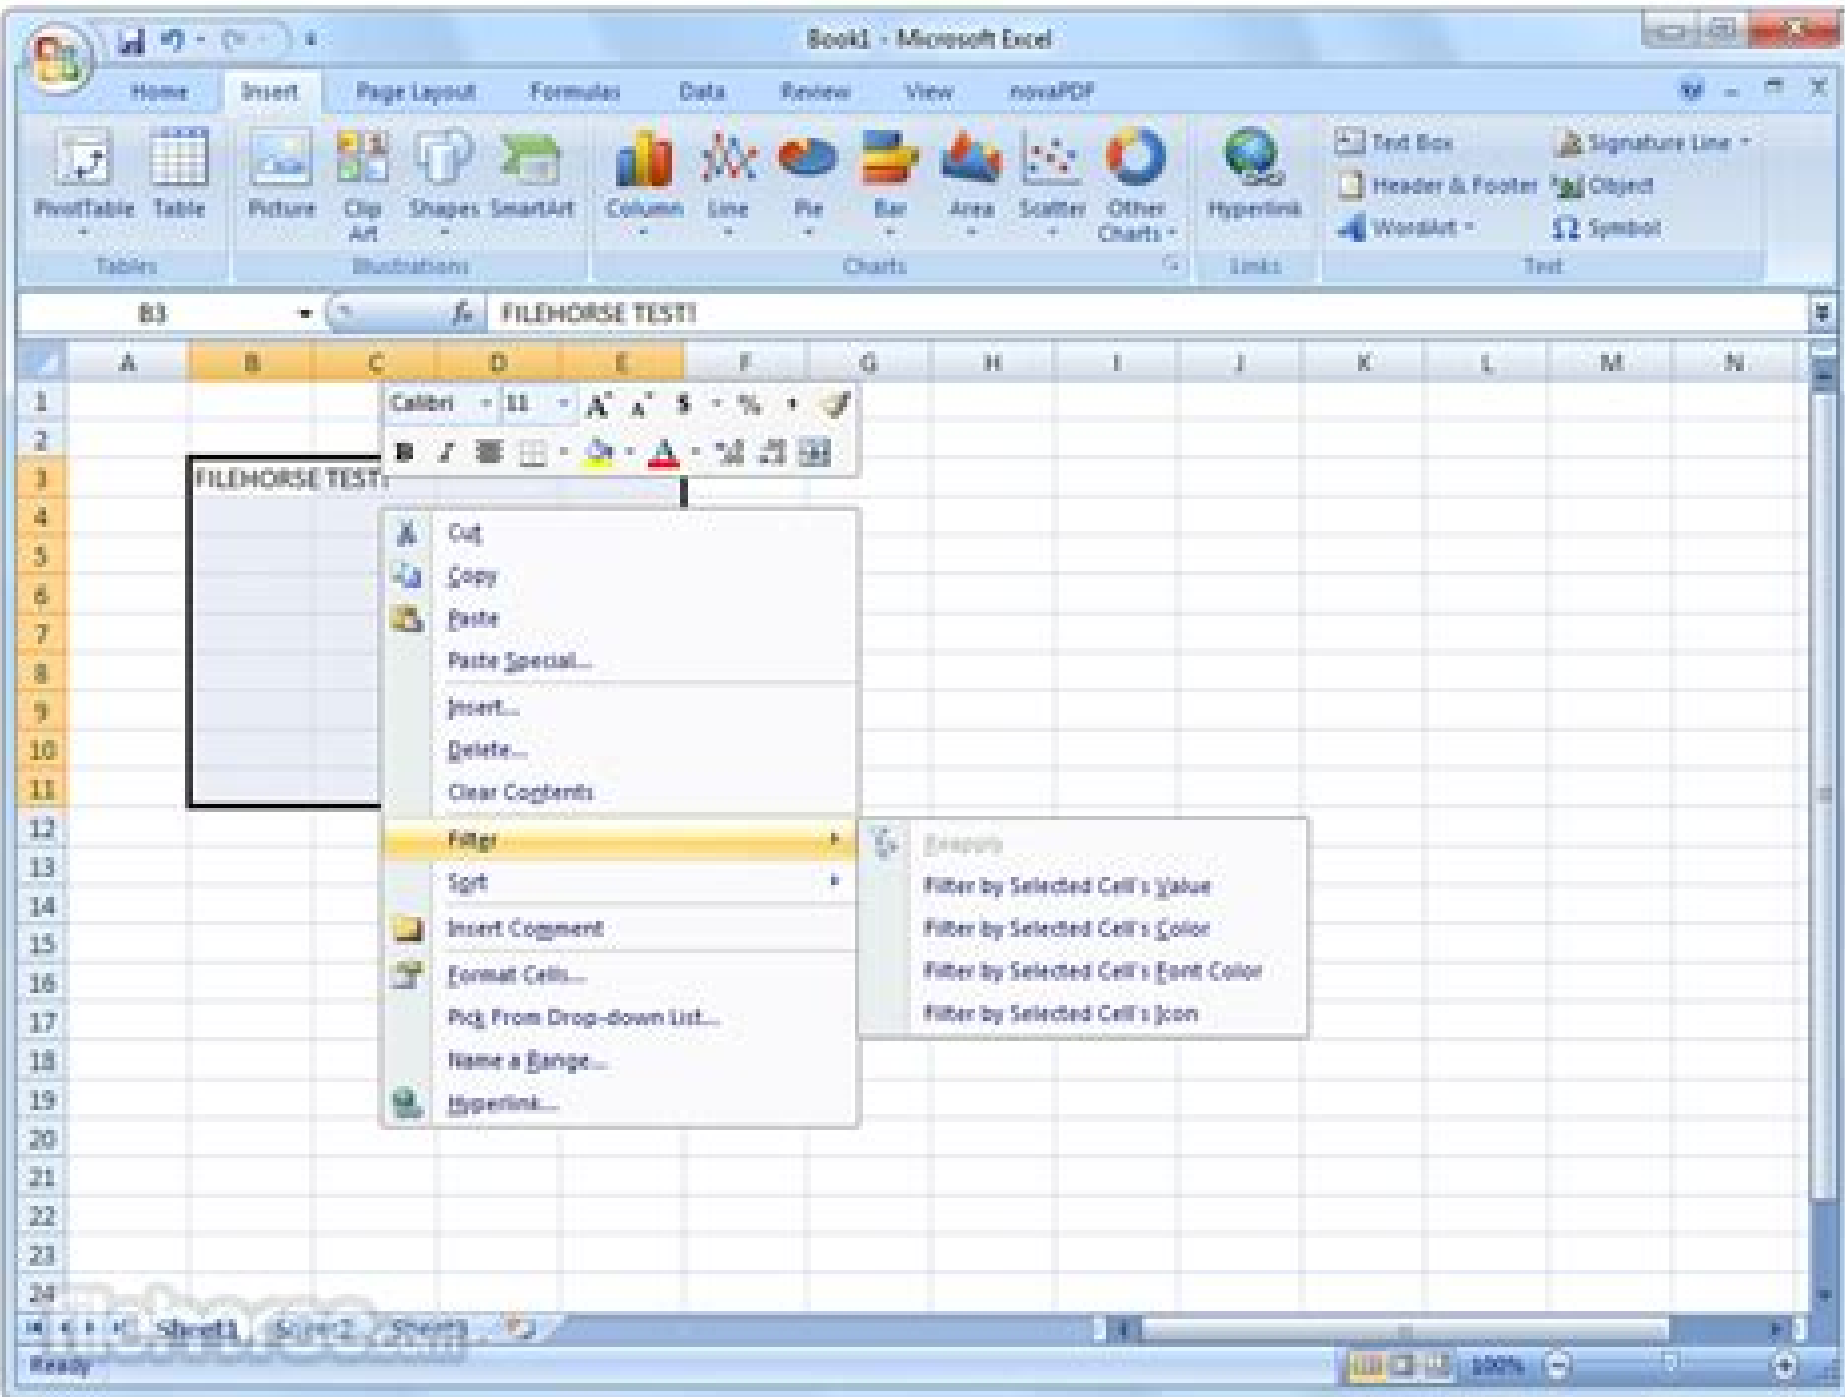 Book1 - Microsoft Excel
Home Insert Page Layout Formulas Data Review View novaPDF
PivotTable Table Picture Clip Art Shapes SmartArt Column Line Pie Bar Area Scatter Other Charts Hyperlink
Text Box Signature Line
Header & Footer Object
WordArt Symbol
Tables Illustrations Charts Links Text
B3 fx FILEHORSE TEST!
A B C D E F G H I J K L M N
Calibri 11 A A $ % ,
B I A
1
2
3 FILEHORSE TEST!
4
5
6
7
8
9
10
11
12
13
14
15
16
17
18
19
20
21
22
23
24
Cut
Copy
Paste
Paste Special...
Insert...
Delete...
Clear Contents
Filter
Sort
Insert Comment
Format Cells...
Pick From Drop-down List...
Name a Range...
Hyperlink...
Reapply
Filter by Selected Cell's Value
Filter by Selected Cell's Color
Filter by Selected Cell's Font Color
Filter by Selected Cell's Icon
Sheet1 Sheet2 Sheet3
filehorse.com
Ready 100%